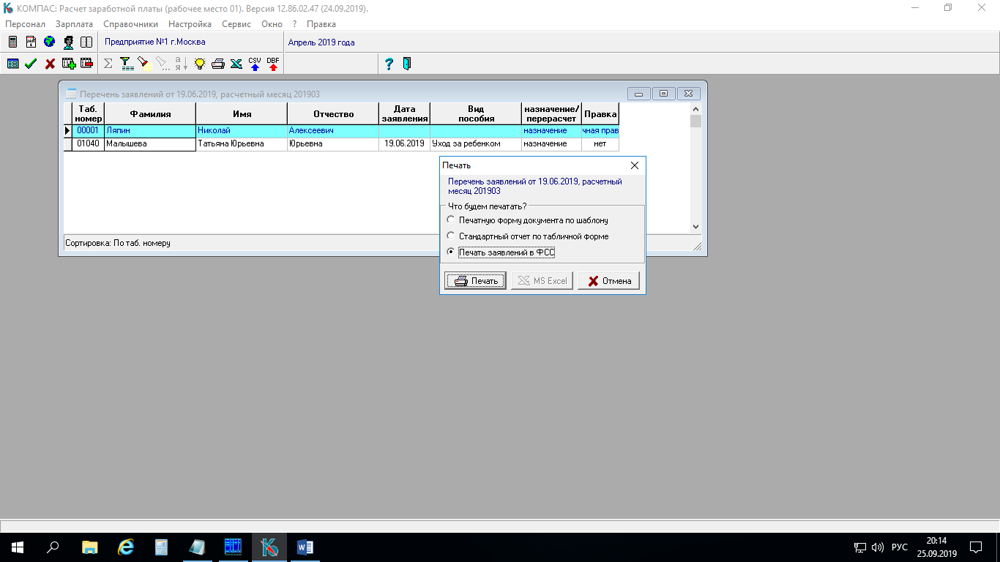 КОМПАС: Расчет заработной платы (рабочее место 01). Версия 12.86.02.47 (24.09.2019).
Персонал Зарплата Справочники Настройка Сервис Окно ? Правка
Предприятие №1 г.Москва Апрель 2019 года
CSV DBF
Перечень заявлений от 19.06.2019, расчетный месяц 201903
Таб. номер Фамилия Имя Отчество Дата заявления Вид пособия назначение/ перерасчет Правка
00001 Ляпин Николай Алексеевич назначение чная прав
01040 Малышева Татьяна Юрьевна Юрьевна 19.06.2019 Уход за ребенком назначение нет
Сортировка: По таб. номеру
Печать
Перечень заявлений от 19.06.2019, расчетный
месяц 201903
Что будем печатать?
Печатную форму документа по шаблону
Стандартный отчет по табличной форме
Печать заявлений в ФСС
Печать MS Excel Отмена
РУС
20:14
25.09.2019